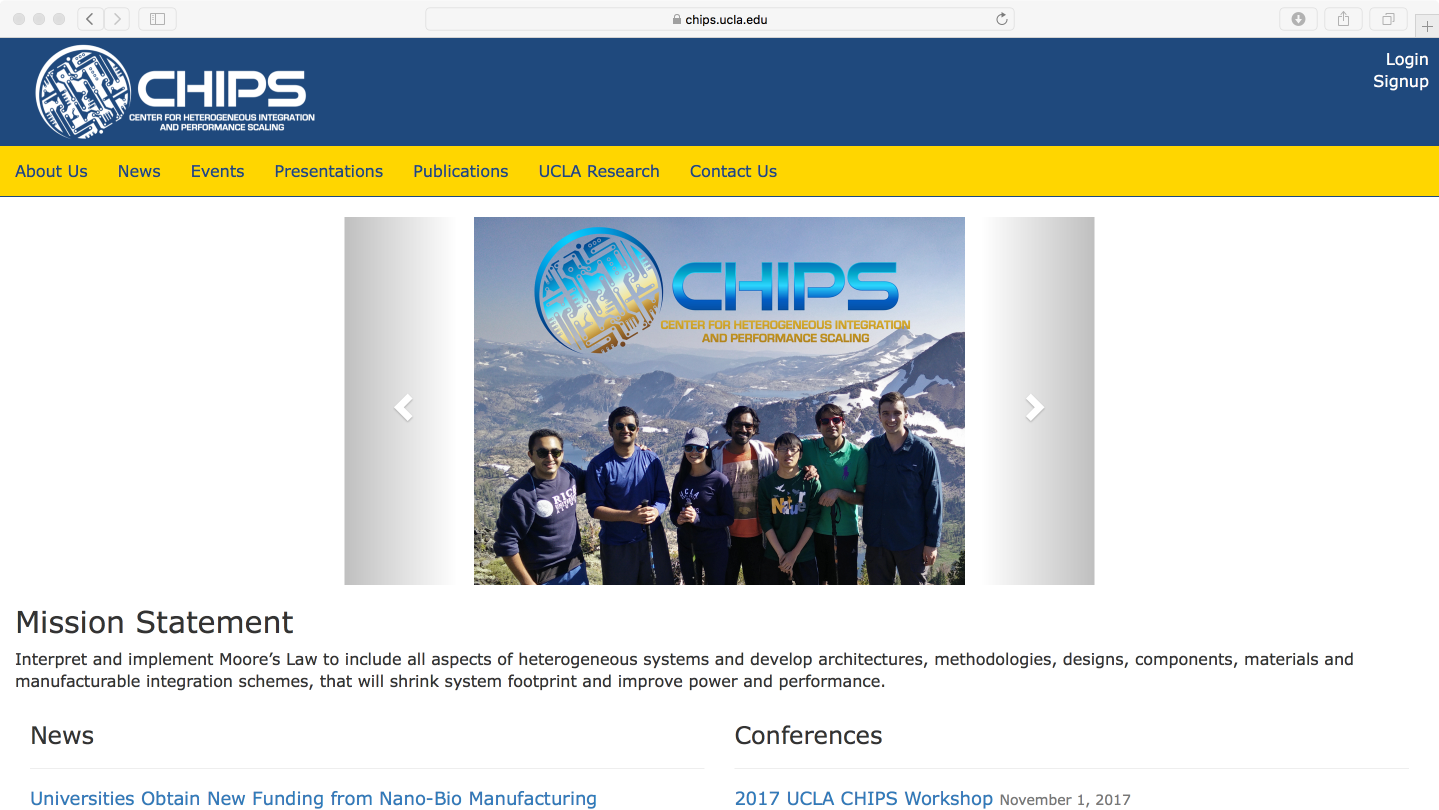 chips.ucla.edu
CHIPS
CENTER FOR HETEROGENEOUS INTEGRATION
AND PERFORMANCE SCALING
Login
Signup
About Us News Events Presentations Publications UCLA Research Contact Us
CHIPS
CENTER FOR HETEROGENEOUS INTEGRATION
AND PERFORMANCE SCALING
UCLA
Mission Statement
Interpret and implement Moore’s Law to include all aspects of heterogeneous systems and develop architectures, methodologies, designs, components, materials and
manufacturable integration schemes, that will shrink system footprint and improve power and performance.
News
Universities Obtain New Funding from Nano-Bio Manufacturing
Conferences
2017 UCLA CHIPS Workshop November 1, 2017